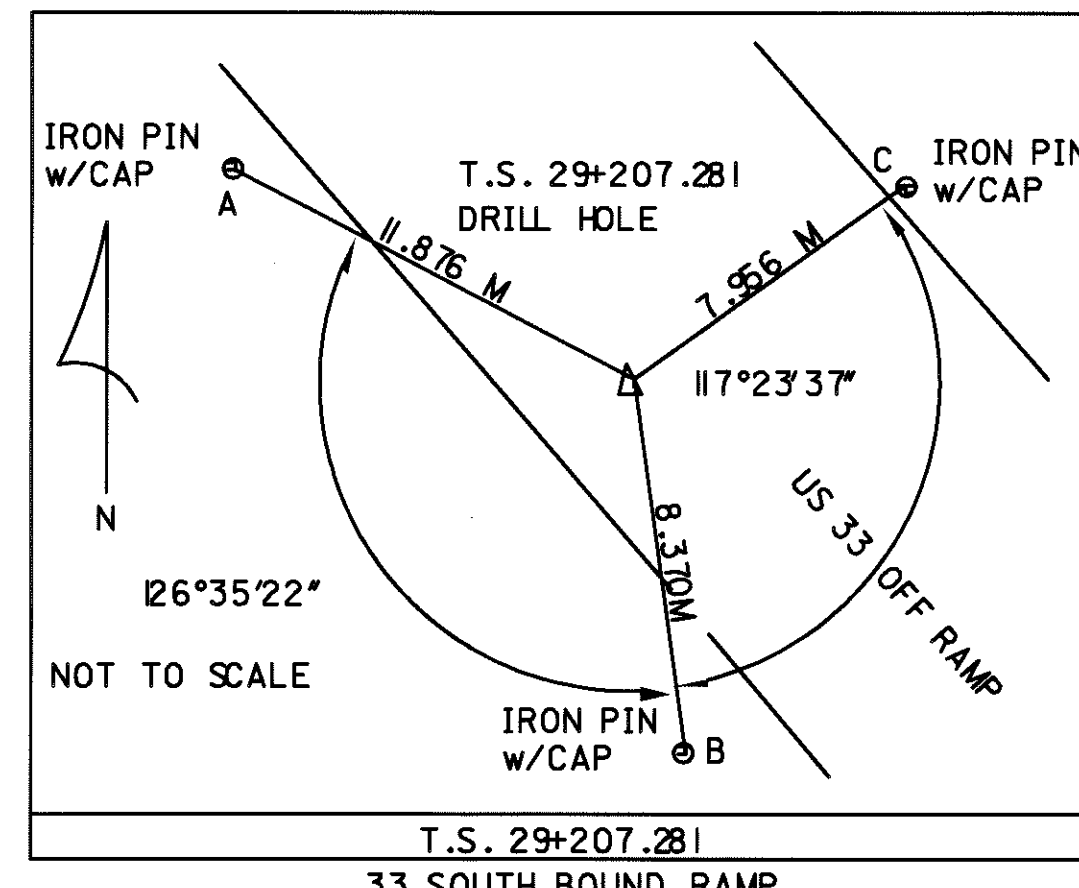 IRON PIN
w/CAP
A
T.S. 29+207.281
DRILL HOLE
C
IRON PIN
w/CAP
11.876 M
7.956 M
117°23'37"
N
8.370M
US 33 OFF RAMP
126°35'22"
NOT TO SCALE
IRON PIN
w/CAP
B
T.S. 29+207.281
33 SOUTH BOUND RAMP